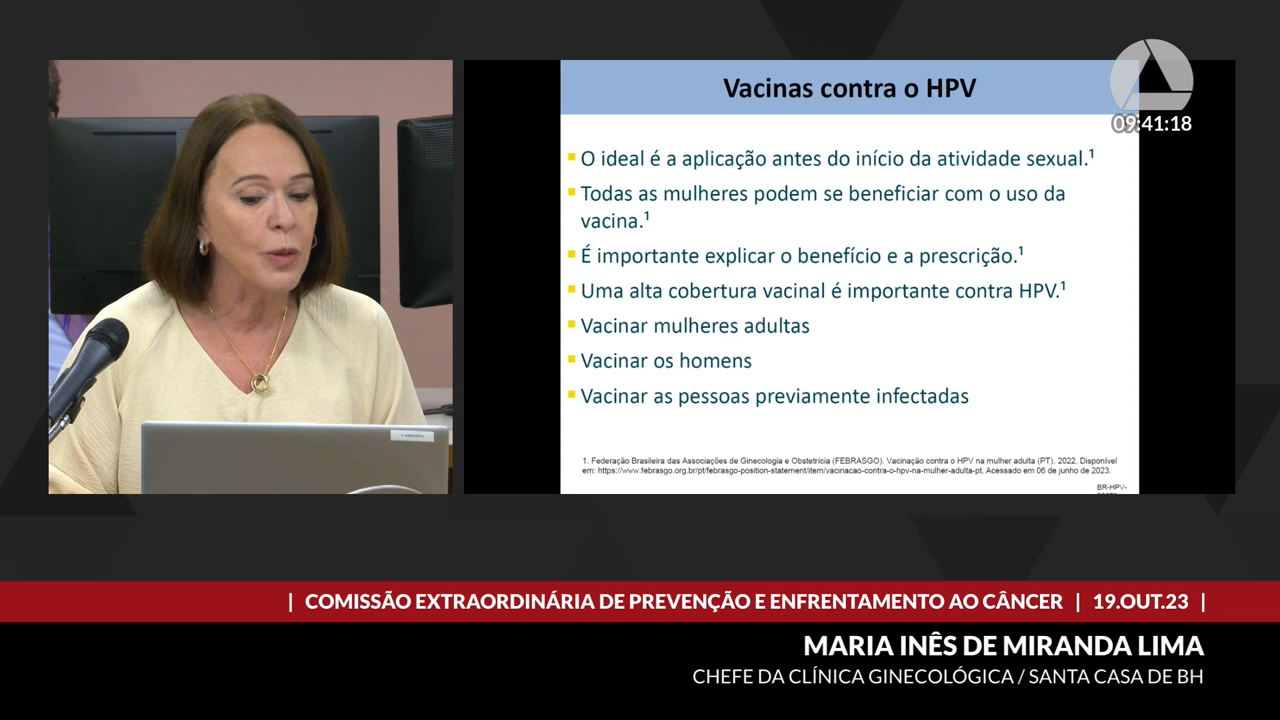 Vacinas contra o HPV
09:41:18
O ideal é a aplicação antes do início da atividade sexual.¹
Todas as mulheres podem se beneficiar com o uso da
vacina.¹
É importante explicar o benefício e a prescrição.¹
Uma alta cobertura vacinal é importante contra HPV.¹
Vacinar mulheres adultas
Vacinar os homens
Vacinar as pessoas previamente infectadas
1. Federação Brasileira das Associações de Ginecologia e Obstetrícia (FEBRASGO). Vacinação contra o HPV na mulher adulta (PT). 2022. Disponível
em: https://www.febrasgo.org.br/pt/febrasgo-position-statement/item/vacinacao-contra-o-hpv-na-mulher-adulta-pt. Acessado em 06 de junho de 2023.
BR-HPV-
| COMISSÃO EXTRAORDINÁRIA DE PREVENÇÃO E ENFRENTAMENTO AO CÂNCER | 19.OUT.23 |
MARIA INÊS DE MIRANDA LIMA
CHEFE DA CLÍNICA GINECOLÓGICA / SANTA CASA DE BH